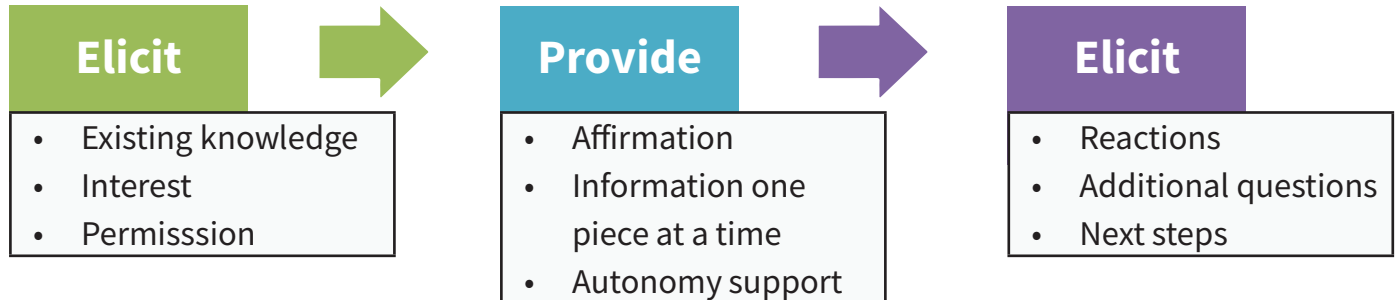 Elicit
• Existing knowledge
• Interest
• Permisssion
Provide
• Affirmation
• Information one
piece at a time
• Autonomy support
Elicit
• Reactions
• Additional questions
• Next steps